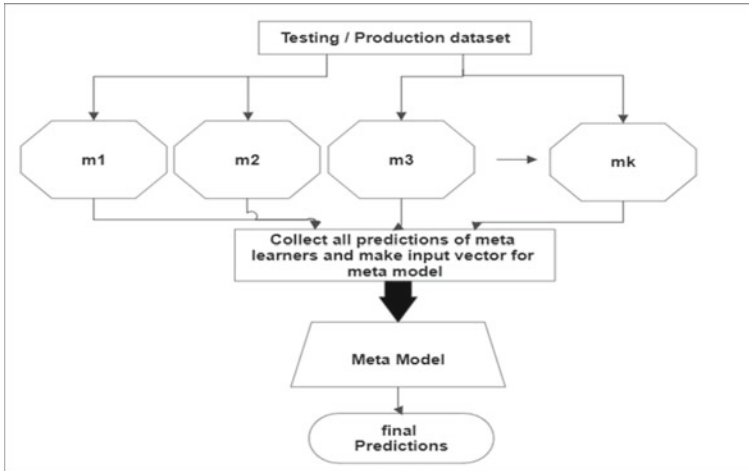 Testing / Production dataset
m1
m2
m3
mk
Collect all predictions of meta
learners and make input vector for
meta model
Meta Model
final
Predictions